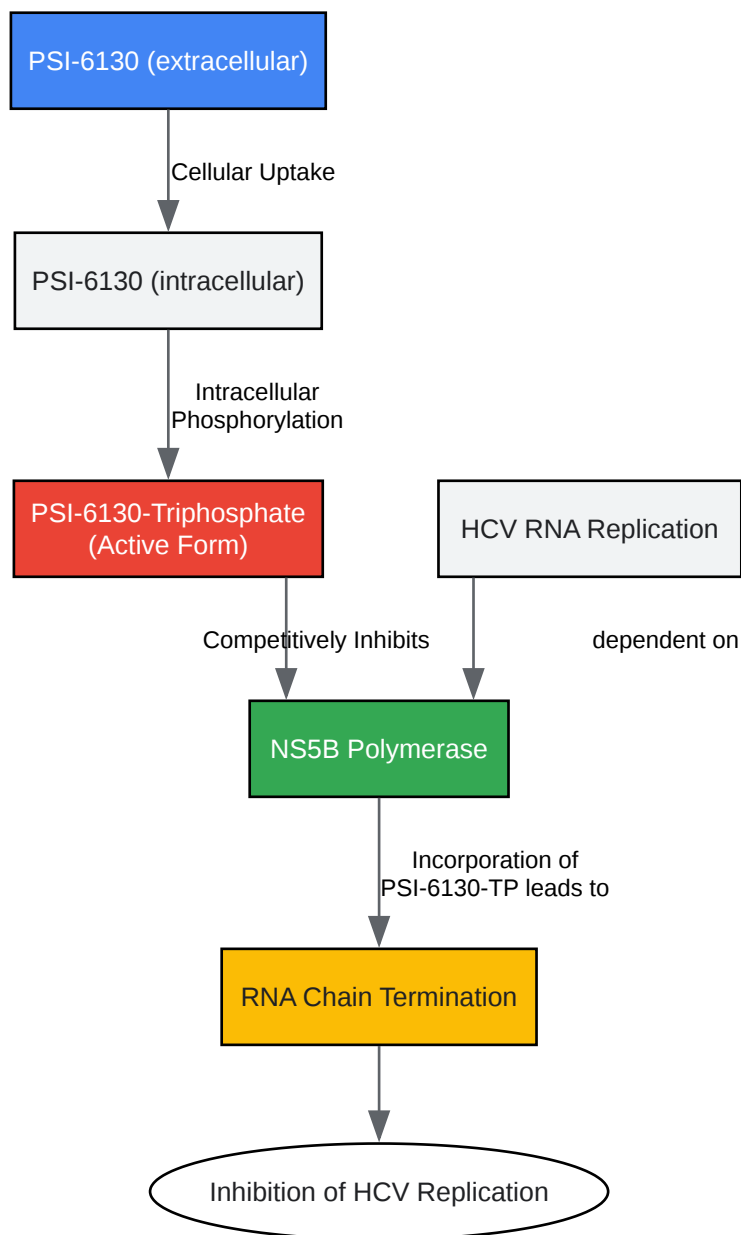 PSI-6130 (extracellular)
Cellular Uptake
PSI-6130 (intracellular)
Intracellular
Phosphorylation
PSI-6130-Triphosphate
(Active Form)
HCV RNA Replication
Competitively Inhibits
dependent on
NS5B Polymerase
Incorporation of
PSI-6130-TP leads to
RNA Chain Termination
Inhibition of HCV Replication